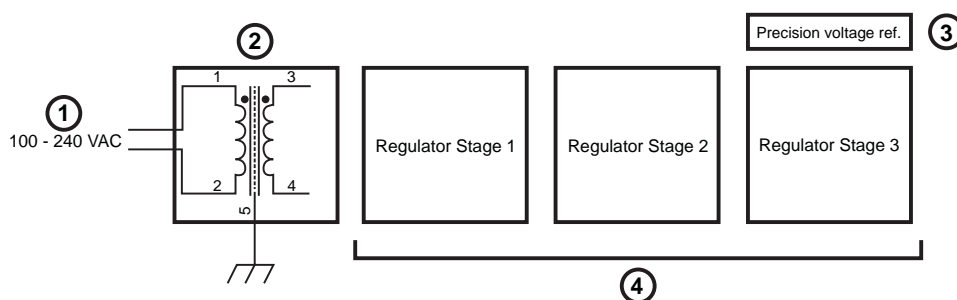 Precision voltage ref.
3
2
1
3
1
100 - 240 VAC
Regulator Stage 1
Regulator Stage 2
Regulator Stage 3
2
4
5
4